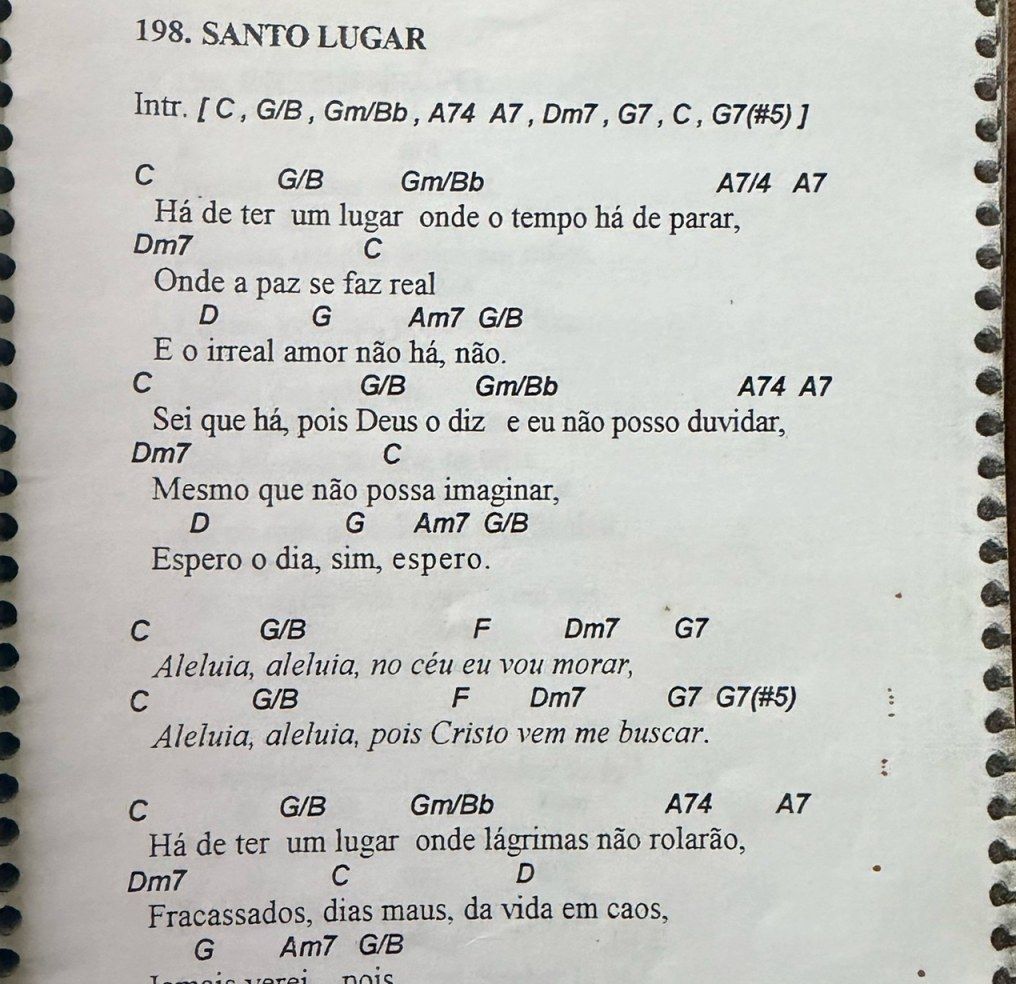 198. SANTO LUGAR
Intr. [ C , G/B , Gm/Bb , A74 A7 , Dm7 , G7 , C , G7(#5) ]
C G/B Gm/Bb A7/4 A7
Há de ter um lugar onde o tempo há de parar,
Dm7 C
Onde a paz se faz real
D G Am7 G/B
E o irreal amor não há, não.
C G/B Gm/Bb A74 A7
Sei que há, pois Deus o diz e eu não posso duvidar,
Dm7 C
Mesmo que não possa imaginar,
D G Am7 G/B
Espero o dia, sim, espero.
C G/B F Dm7 G7
Aleluia, aleluia, no céu eu vou morar,
C G/B F Dm7 G7 G7(#5)
Aleluia, aleluia, pois Cristo vem me buscar.
C G/B Gm/Bb A74 A7
Há de ter um lugar onde lágrimas não rolarão,
Dm7 C D
Fracassados, dias maus, da vida em caos,
G Am7 G/B
Jamais verei pois